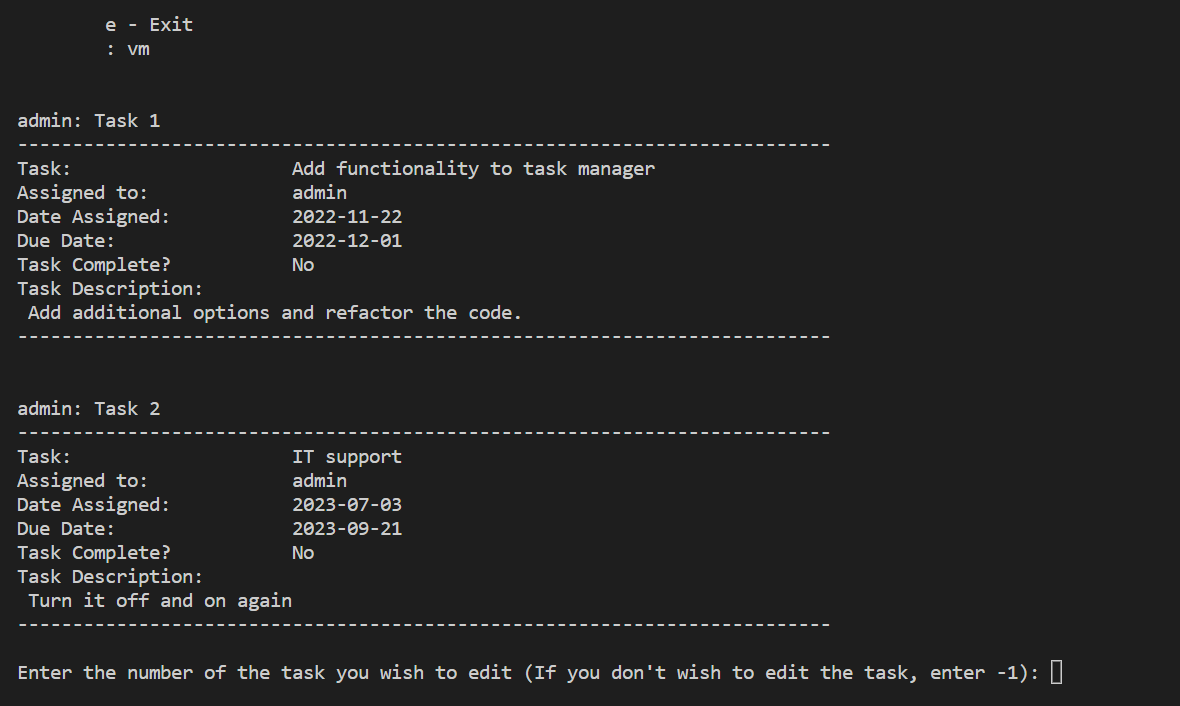 e - Exit
: vm
admin: Task 1
--------------------------------------------------------------------------
Task: Add functionality to task manager
Assigned to: admin
Date Assigned: 2022-11-22
Due Date: 2022-12-01
Task Complete? No
Task Description:
Add additional options and refactor the code.
--------------------------------------------------------------------------
admin: Task 2
--------------------------------------------------------------------------
Task: IT support
Assigned to: admin
Date Assigned: 2023-07-03
Due Date: 2023-09-21
Task Complete? No
Task Description:
Turn it off and on again
--------------------------------------------------------------------------
Enter the number of the task you wish to edit (If you don't wish to edit the task, enter -1):